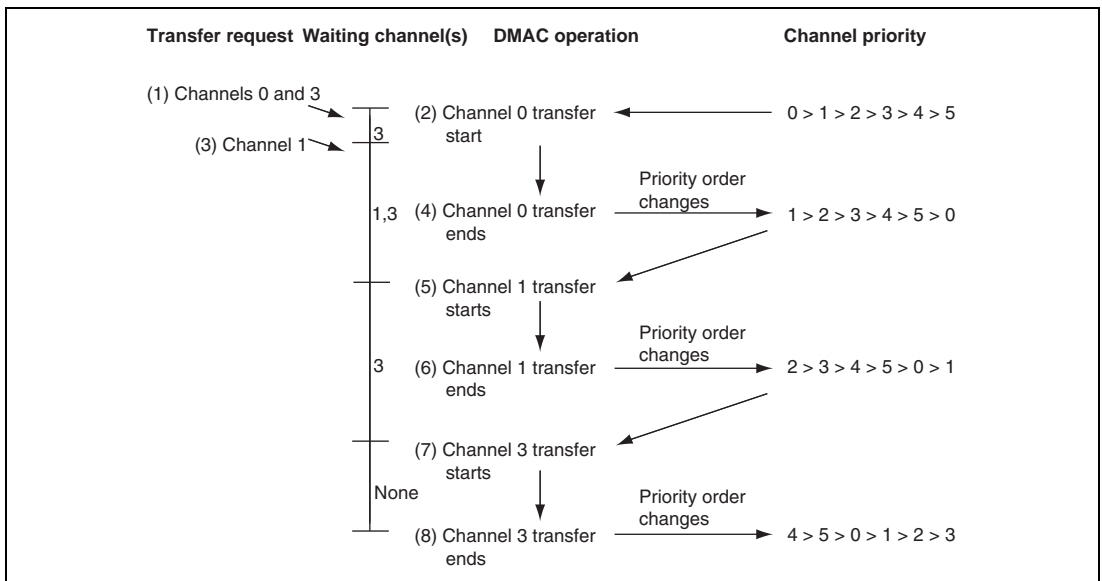 Transfer request Waiting channel(s) DMAC operation Channel priority
(1) Channels 0 and 3
(2) Channel 0 transfer
start
0 > 1 > 2 > 3 > 4 > 5
3
(3) Channel 1
Priority order
changes
1,3
(4) Channel 0 transfer
ends
1 > 2 > 3 > 4 > 5 > 0
(5) Channel 1 transfer
starts
Priority order
changes
3
(6) Channel 1 transfer
ends
2 > 3 > 4 > 5 > 0 > 1
(7) Channel 3 transfer
starts
None
Priority order
changes
(8) Channel 3 transfer
ends
4 > 5 > 0 > 1 > 2 > 3